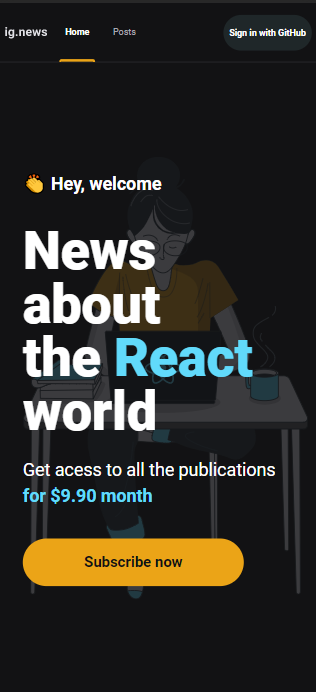 ig.news
Home
Posts
Sign in with GitHub
👏 Hey, welcome
News
about
the React
world
Get acess to all the publications
for $9.90 month
Subscribe now